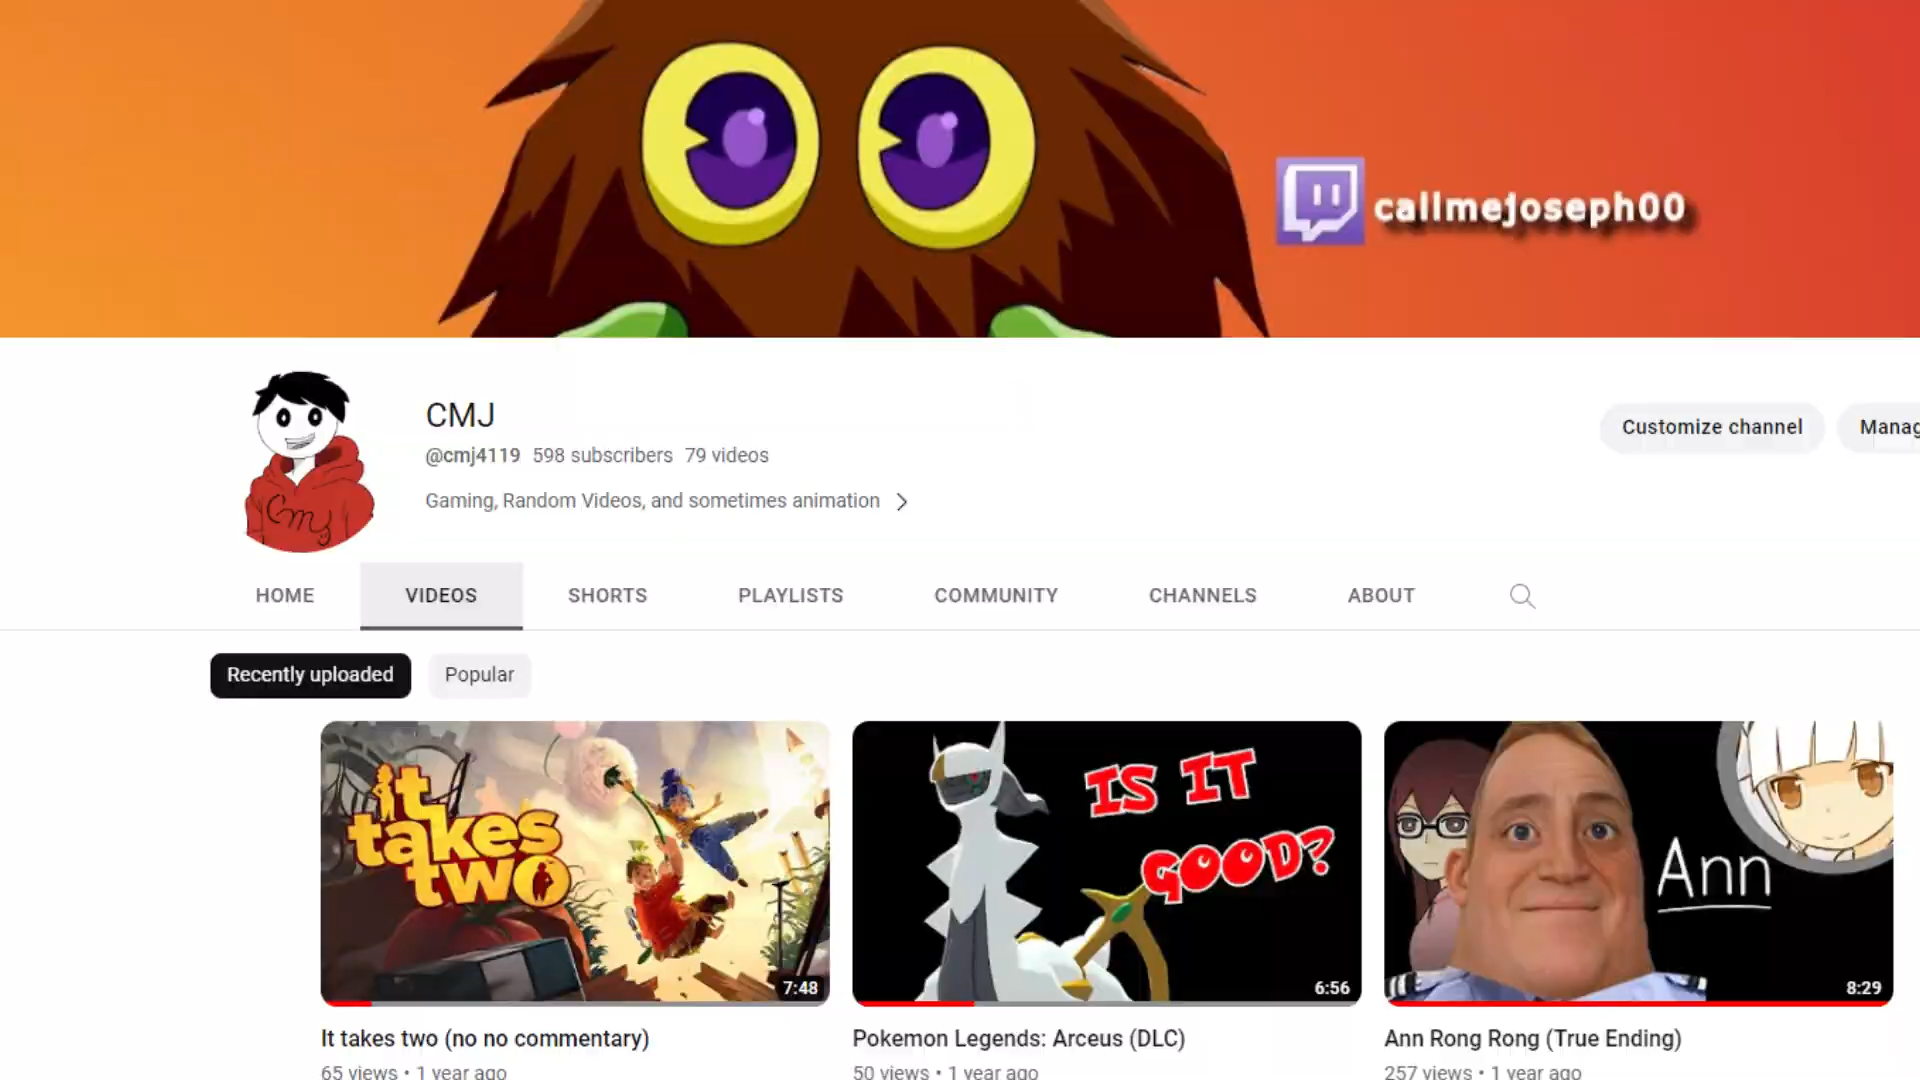 callmejoseph00
CMJ
@cmj4119 598 subscribers 79 videos
Gaming, Random Videos, and sometimes animation
Customize channel
Manag
Cmj
HOME
VIDEOS
SHORTS
PLAYLISTS
COMMUNITY
CHANNELS
ABOUT
Recently uploaded
Popular
it
takes
two
7:48
IS IT
GOOD?
6:56
Ann
8:29
It takes two (no no commentary)
65 views • 1 year ago
Pokemon Legends: Arceus (DLC)
50 views • 1 year ago
Ann Rong Rong (True Ending)
257 views • 1 year ago